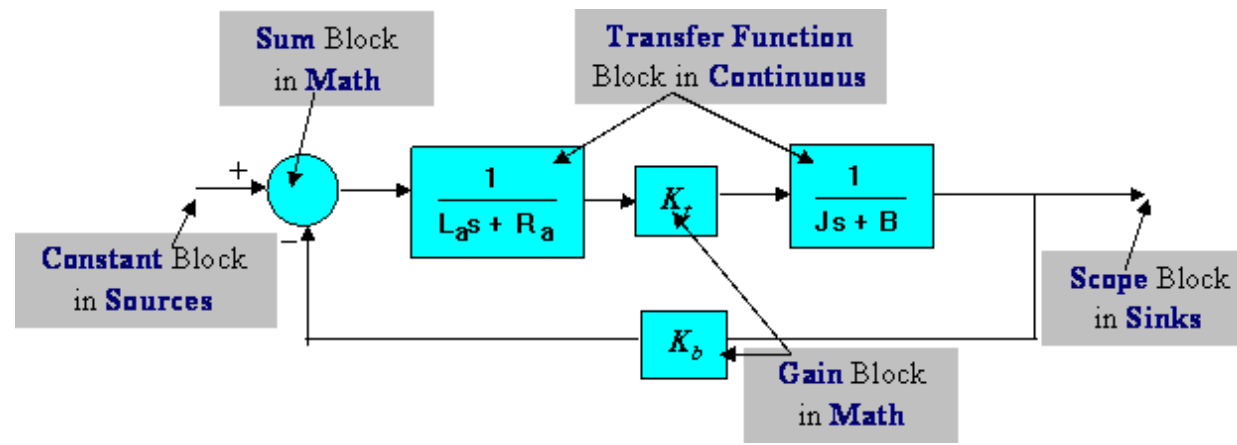 Sum Block
in Math
Transfer Function
Block in Continuous
+
1
Las + Ra
Kt
1
Js + B
−
Constant Block
in Sources
Scope Block
in Sinks
Kb
Gain Block
in Math